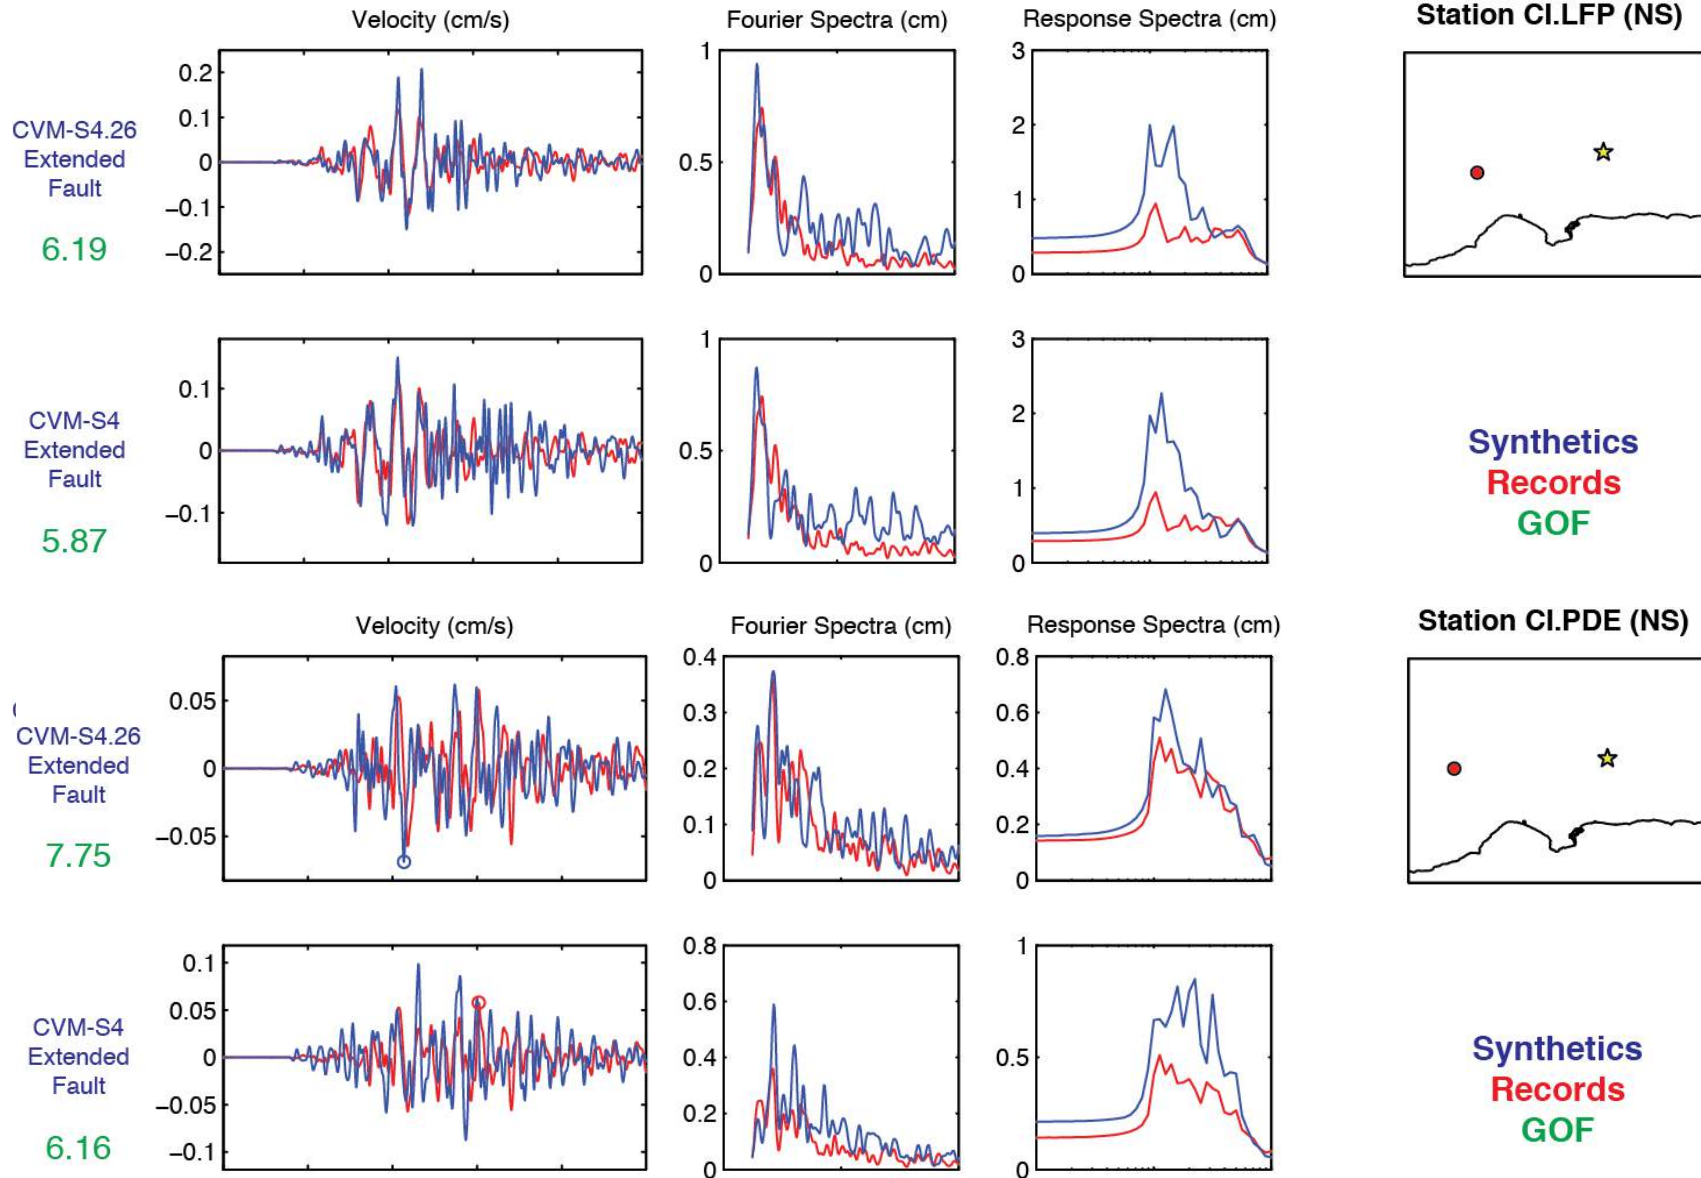 Velocity (cm/s)
Fourier Spectra (cm)
Response Spectra (cm)
Station CI.LFP (NS)
CVM-S4.26
Extended
Fault
6.19
0.2
0.1
0
−0.1
−0.2
1
0.5
0
3
2
1
0
CVM-S4
Extended
Fault
5.87
0.1
0
−0.1
1
0.5
0
3
2
1
0
Synthetics
Records
GOF
Velocity (cm/s)
Fourier Spectra (cm)
Response Spectra (cm)
Station CI.PDE (NS)
CVM-S4.26
Extended
Fault
7.75
0.05
0
−0.05
0.4
0.3
0.2
0.1
0
0.8
0.6
0.4
0.2
0
CVM-S4
Extended
Fault
6.16
0.1
0.05
0
−0.05
−0.1
0.8
0.6
0.4
0.2
0
1
0.5
0
Synthetics
Records
GOF